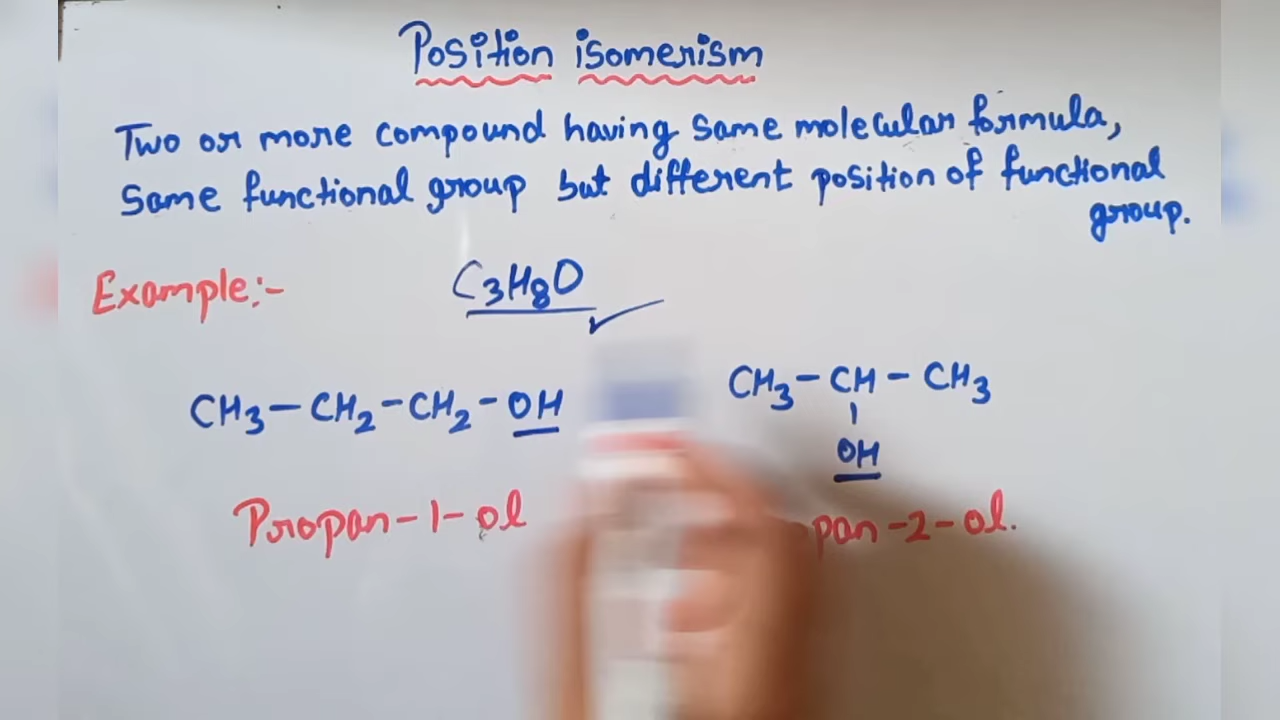 Position isomerism
Two or more compound having same molecular formula,
Same functional group but different position of functional
group.
Example:-
C3H8O
CH3-CH2-CH2-OH
CH3-CH-CH3
OH
Propan-1-ol
pan-2-ol.